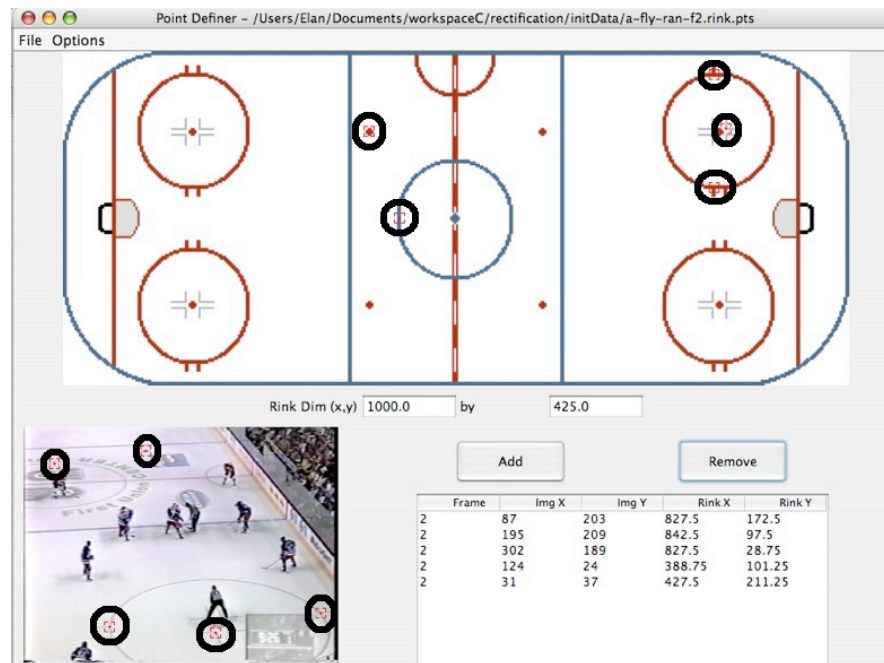 Point Definer – /Users/Elan/Documents/workspaceC/rectification/initData/a-fly-ran-f2.rink.pts
File Options
Rink Dim (x,y) 1000.0 by 425.0
Add Remove
Frame Img X Img Y Rink X Rink Y
2 87 203 827.5 172.5
2 195 209 842.5 97.5
2 302 189 827.5 28.75
2 124 24 388.75 101.25
2 31 37 427.5 211.25
CENTER
First Union